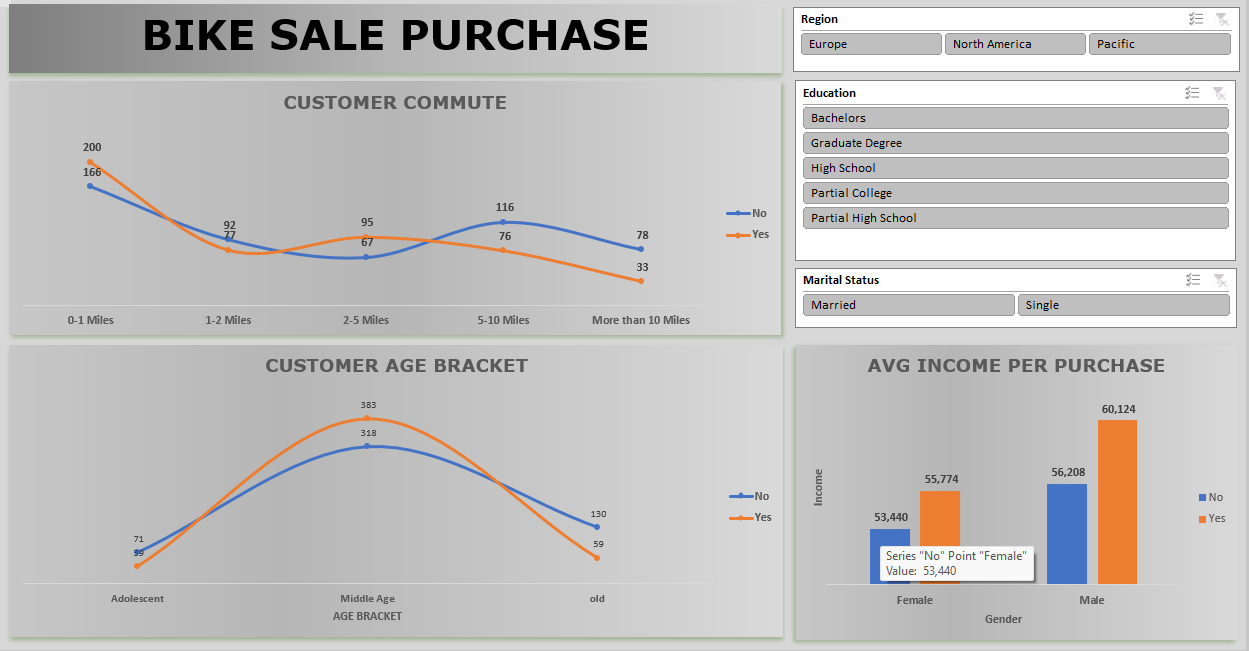 BIKE SALE PURCHASE
Region
Europe
North America
Pacific
CUSTOMER COMMUTE
200
166
92
77
95
67
116
76
78
33
No
Yes
0-1 Miles
1-2 Miles
2-5 Miles
5-10 Miles
More than 10 Miles
Education
Bachelors
Graduate Degree
High School
Partial College
Partial High School
Marital Status
Married
Single
CUSTOMER AGE BRACKET
383
318
71
130
59
No
Yes
Adolescent
Middle Age
old
AGE BRACKET
AVG INCOME PER PURCHASE
60,124
56,208
55,774
53,440
Income
No
Yes
Series "No" Point "Female"
Value: 53,440
Female
Male
Gender